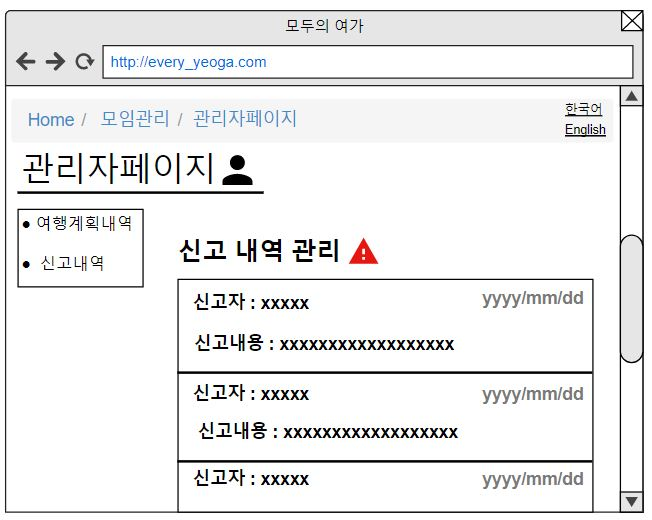 모두의 여가
http://every_yeoga.com
Home / 모임관리 / 관리자페이지
한국어
English
관리자페이지
● 여행계획내역
● 신고내역
신고 내역 관리
신고자 : xxxxx yyyy/mm/dd
신고내용 : xxxxxxxxxxxxxxxxxx
신고자 : xxxxx yyyy/mm/dd
신고내용 : xxxxxxxxxxxxxxxxxx
신고자 : xxxxx yyyy/mm/dd